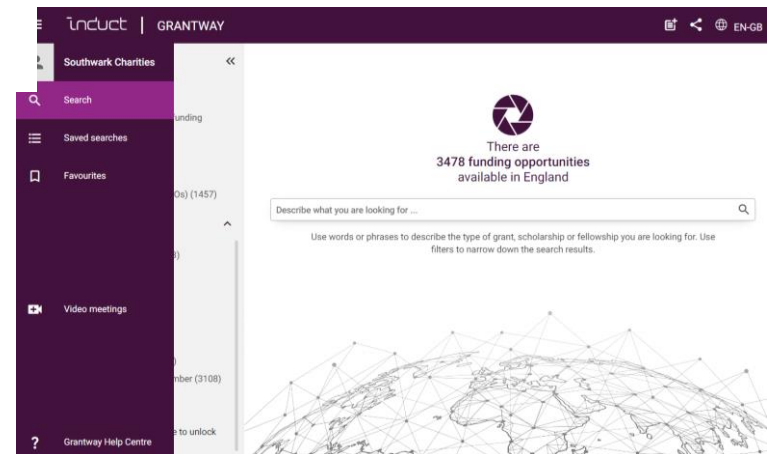 induct | GRANTWAY
EN-GB
Southwark Charities
Search
Saved searches
Favourites
Video meetings
Grantway Help Centre
?
unding
Os) (1457)
)
mber (3108)
e to unlock
There are
3478 funding opportunities
available in England
Describe what you are looking for ...
Use words or phrases to describe the type of grant, scholarship or fellowship you are looking for. Use
filters to narrow down the search results.